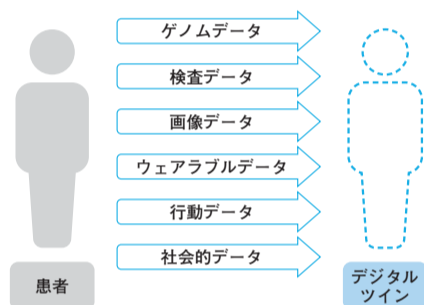 ゲノムデータ
検査データ
画像データ
ウェアラブルデータ
行動データ
社会的データ
患者
デジタル
ツイン